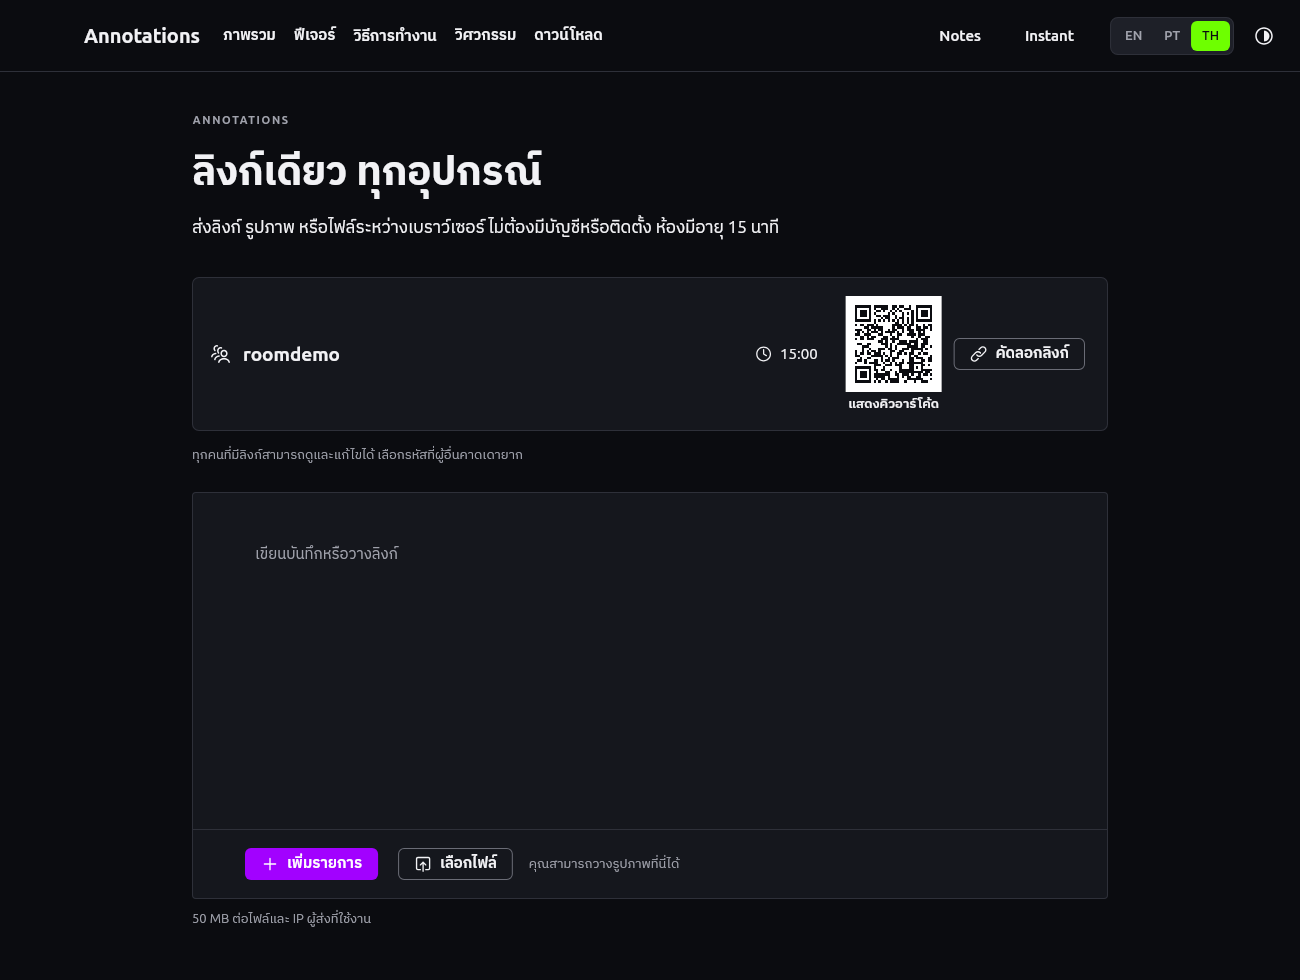 Annotations ภาพรวม ฟีเจอร์ วิธีการทำงาน วิศวกรรม ดาวน์โหลด Notes Instant EN PT TH
ANNOTATIONS
ลิงก์เดียว ทุกอุปกรณ์
ส่งลิงก์ รูปภาพ หรือไฟล์ระหว่างเบราว์เซอร์ ไม่ต้องมีบัญชีหรือติดตั้ง ห้องมีอายุ 15 นาที
roomdemo 15:00 คัดลอกลิงก์
แสดงคิวอาร์โค้ด
ทุกคนที่มีลิงก์สามารถดูและแก้ไขได้ เลือกรหัสที่ผู้อื่นคาดเดายาก
เขียนบันทึกหรือวางลิงก์
เพิ่มรายการ เลือกไฟล์ คุณสามารถวางรูปภาพที่นี่ได้
50 MB ต่อไฟล์และ IP ผู้ส่งที่ใช้งาน